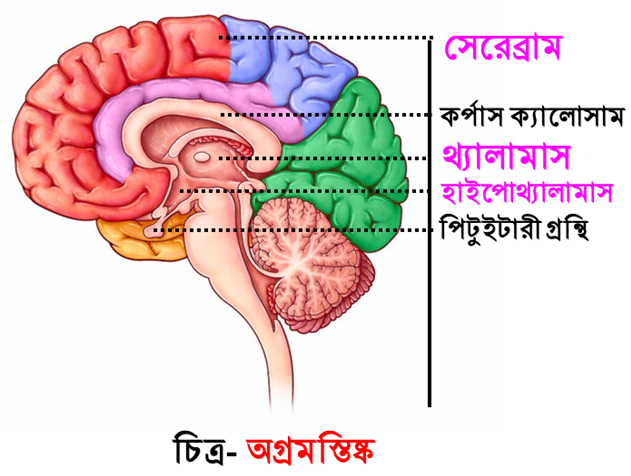 সেরেব্রাম
কর্পাস ক্যালোসাম
থ্যালামাস
হাইপোথ্যালামাস
পিটুইটারী গ্রন্থি
চিত্র- অগ্রমস্তিষ্ক